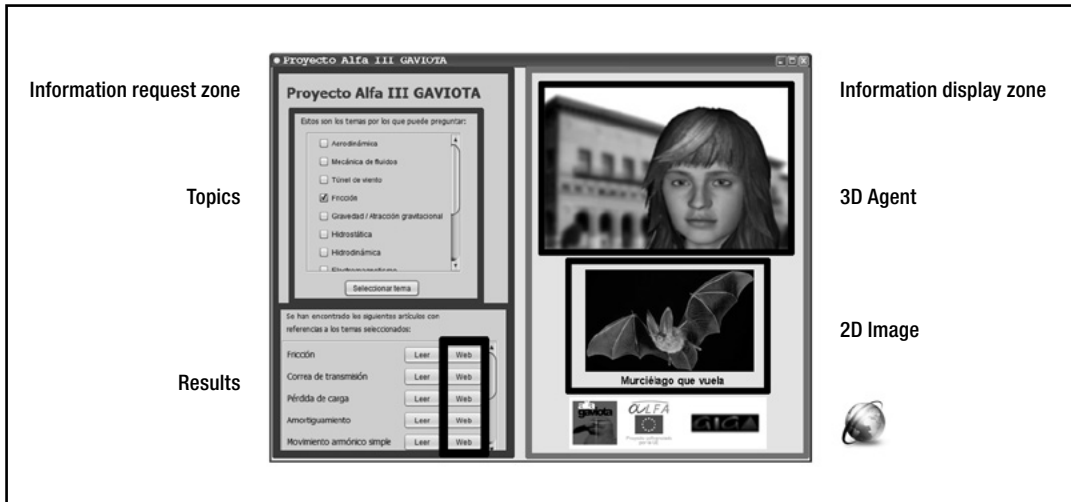 Proyecto Alfa III GAVIOTA
Information request zone
Proyecto Alfa III GAVIOTA
Estos son los temas por los que puede preguntar:
Aerodinámica
Mecánica de fluidos
Túnel de viento
Topics
Fricción
Gravedad / Atracción gravitacional
Hidrostática
Hidrodinámica
Electromagnetismo
Seleccionar tema
Se han encontrado los siguientes artículos con
referencias a los temas seleccionados:
Fricción Leer Web
Results
Correa de transmisión Leer Web
Pérdida de carga Leer Web
Amortiguamiento Leer Web
Movimiento armónico simple Leer Web
Information display zone
3D Agent
2D Image
Murciélago que vuela
alfa
gaviota
GIGA